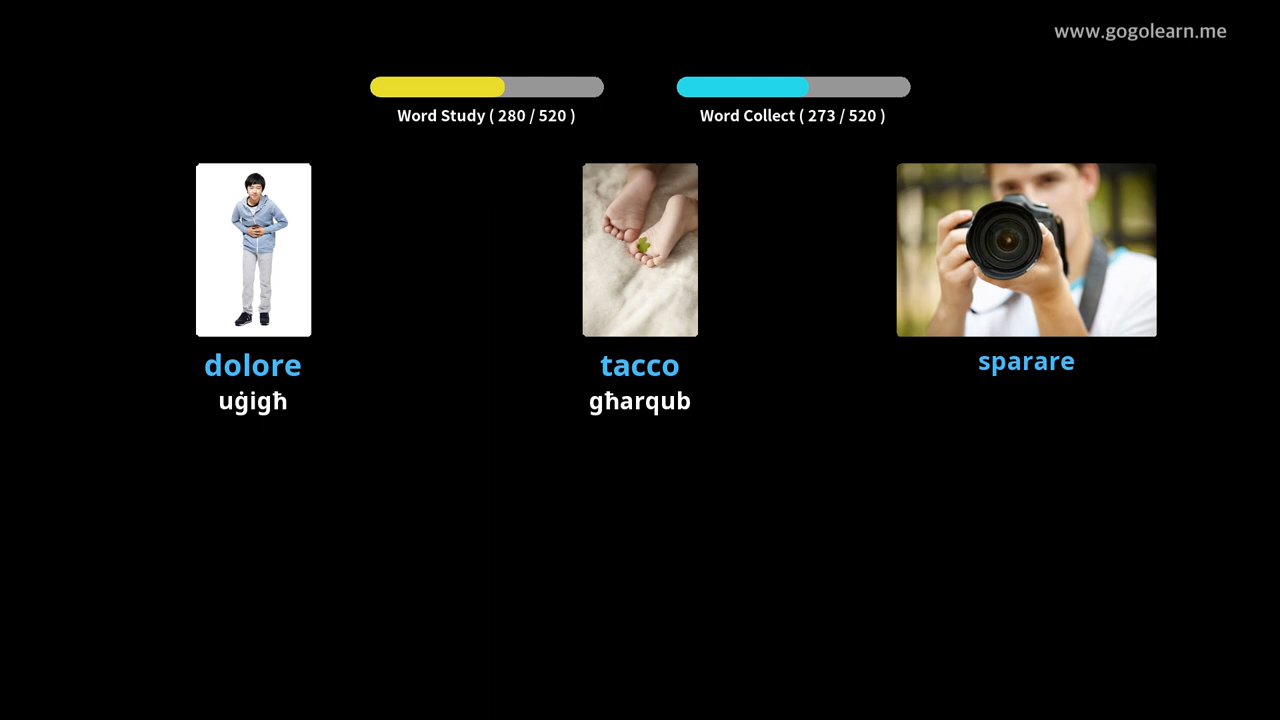 www.gogolearn.me
Word Study ( 280 / 520 )
Word Collect ( 273 / 520 )
dolore
uġigħ
tacco
għarqub
sparare